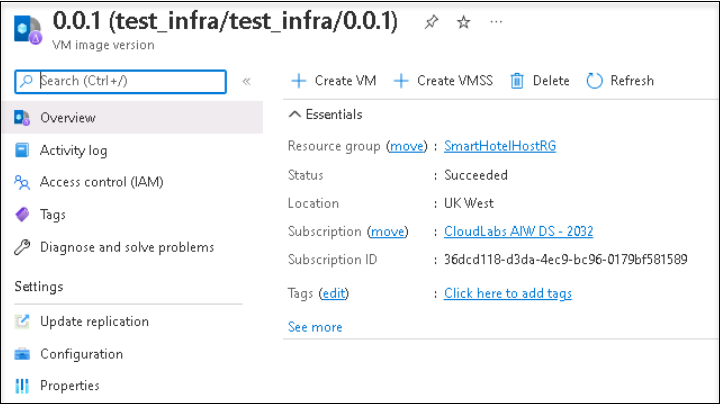 0.0.1 (test_infra/test_infra/0.0.1)
VM image version
Search (Ctrl+/)
«
Create VM
Create VMSS
Delete
Refresh
Overview
Activity log
Access control (IAM)
Tags
Diagnose and solve problems
Settings
Update replication
Configuration
Properties
Essentials
Resource group (move) : SmartHotelHostRG
Status : Succeeded
Location : UK West
Subscription (move) : CloudLabs AIW DS - 2032
Subscription ID : 36dcd118-d3da-4ec9-bc96-0179bf581589
Tags (edit) : Click here to add tags
See more